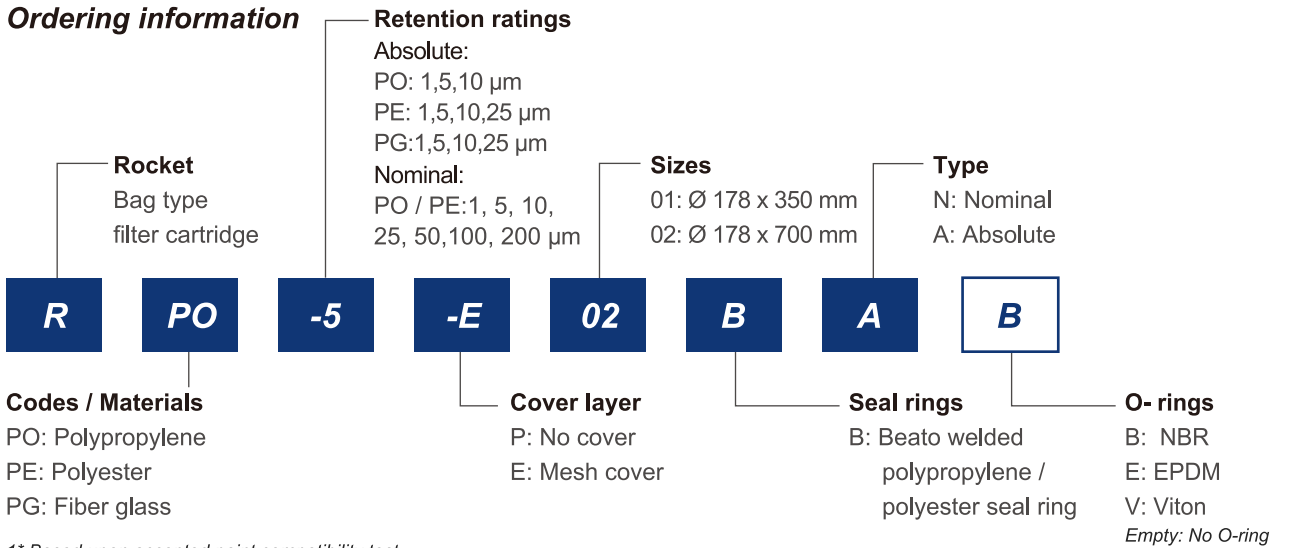 Ordering information
Retention ratings
Absolute:
PO: 1,5,10 µm
PE: 1,5,10,25 µm
PG:1,5,10,25 µm
Nominal:
PO / PE:1, 5, 10,
25, 50,100, 200 µm
Rocket
Bag type
filter cartridge
Sizes
01: Ø 178 x 350 mm
02: Ø 178 x 700 mm
Type
N: Nominal
A: Absolute
R PO -5 -E 02 B A B
Codes / Materials
PO: Polypropylene
PE: Polyester
PG: Fiber glass
Cover layer
P: No cover
E: Mesh cover
Seal rings
B: Beato welded
polypropylene /
polyester seal ring
O- rings
B: NBR
E: EPDM
V: Viton
Empty: No O-ring